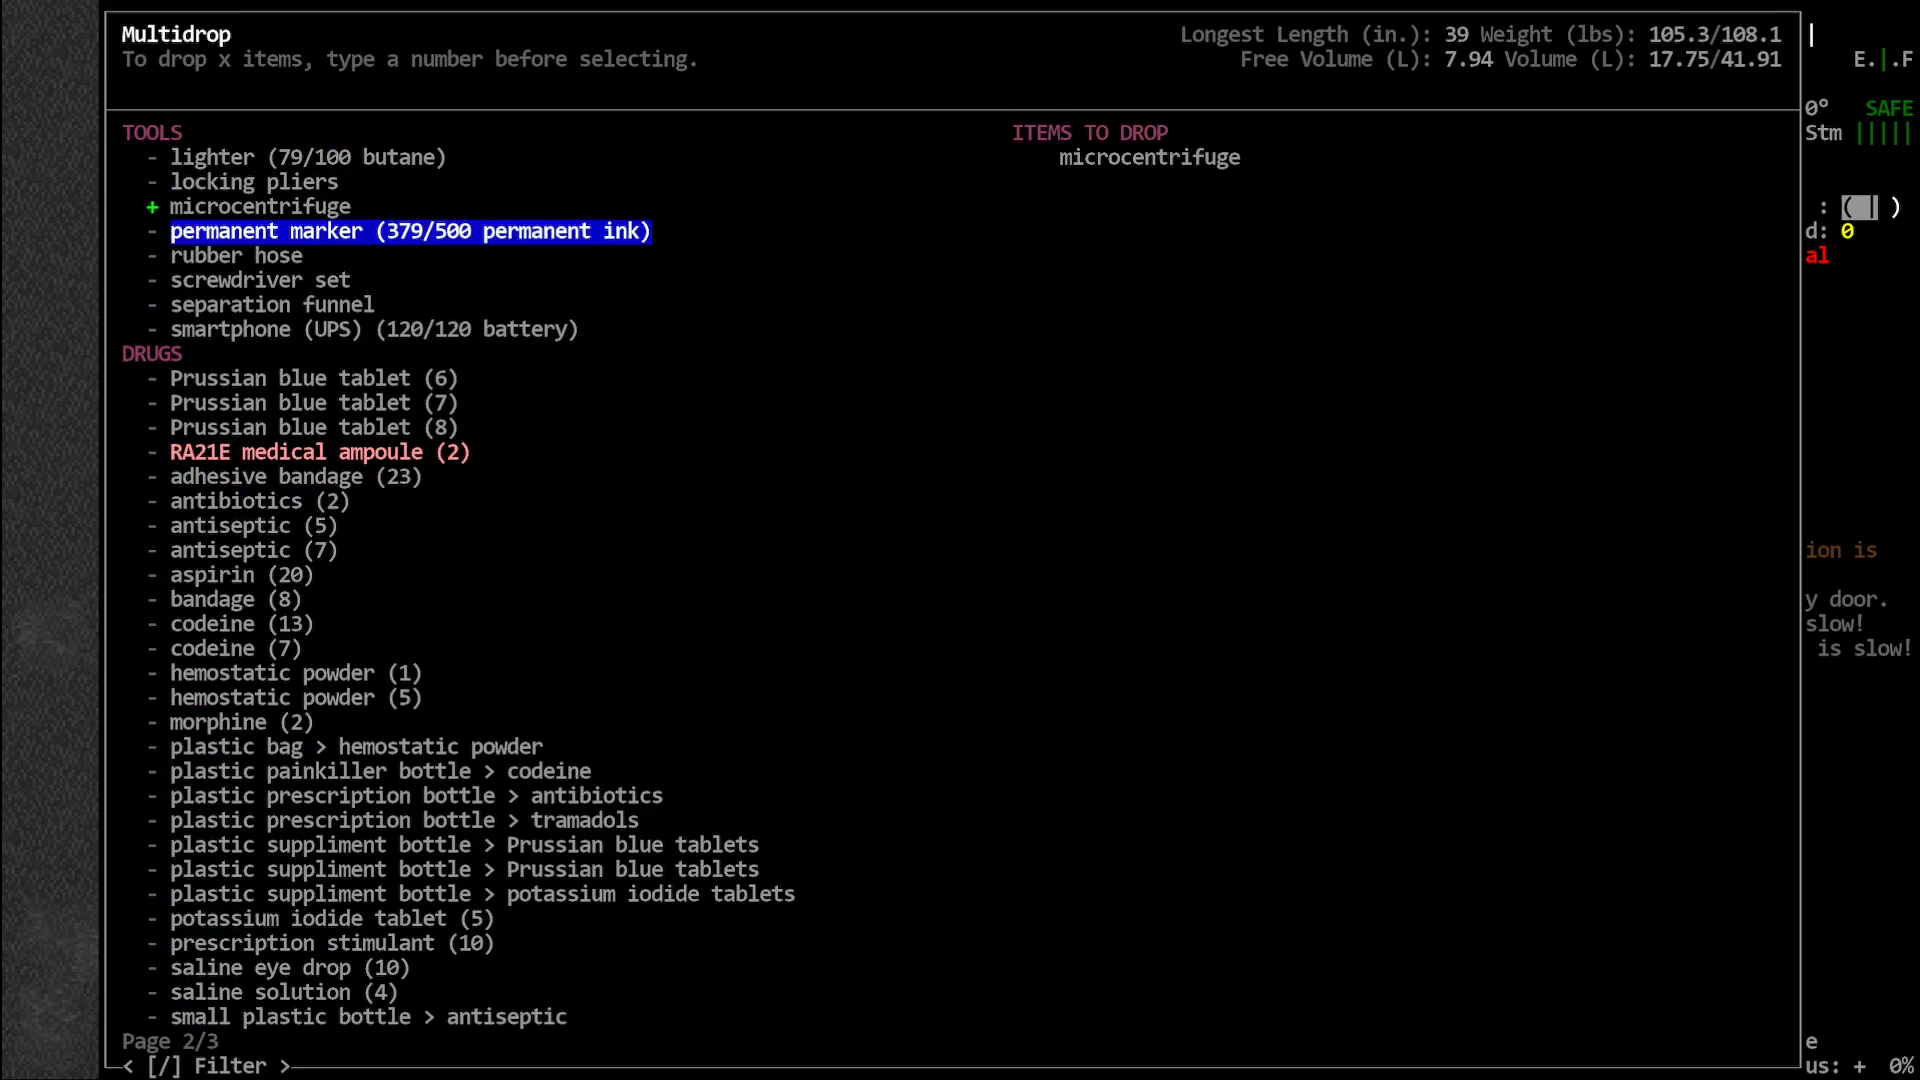 Multidrop Longest Length (in.): 39 Weight (lbs): 105.3/108.1 |
To drop x items, type a number before selecting. Free Volume (L): 7.94 Volume (L): 17.75/41.91 E.|.F
0° SAFE
TOOLS ITEMS TO DROP Stm |||||
- lighter (79/100 butane) microcentrifuge
- locking pliers
+ microcentrifuge : ( | )
- permanent marker (379/500 permanent ink) d: 0
- rubber hose al
- screwdriver set
- separation funnel
- smartphone (UPS) (120/120 battery)
DRUGS
- Prussian blue tablet (6)
- Prussian blue tablet (7)
- Prussian blue tablet (8)
- RA21E medical ampoule (2)
- adhesive bandage (23)
- antibiotics (2)
- antiseptic (5)
- antiseptic (7) ion is
- aspirin (20)
- bandage (8) y door.
- codeine (13) slow!
- codeine (7) is slow!
- hemostatic powder (1)
- hemostatic powder (5)
- morphine (2)
- plastic bag > hemostatic powder
- plastic painkiller bottle > codeine
- plastic prescription bottle > antibiotics
- plastic prescription bottle > tramadols
- plastic suppliment bottle > Prussian blue tablets
- plastic suppliment bottle > Prussian blue tablets
- plastic suppliment bottle > potassium iodide tablets
- potassium iodide tablet (5)
- prescription stimulant (10)
- saline eye drop (10)
- saline solution (4)
- small plastic bottle > antiseptic
Page 2/3 e
< [/] Filter > us: + 0%